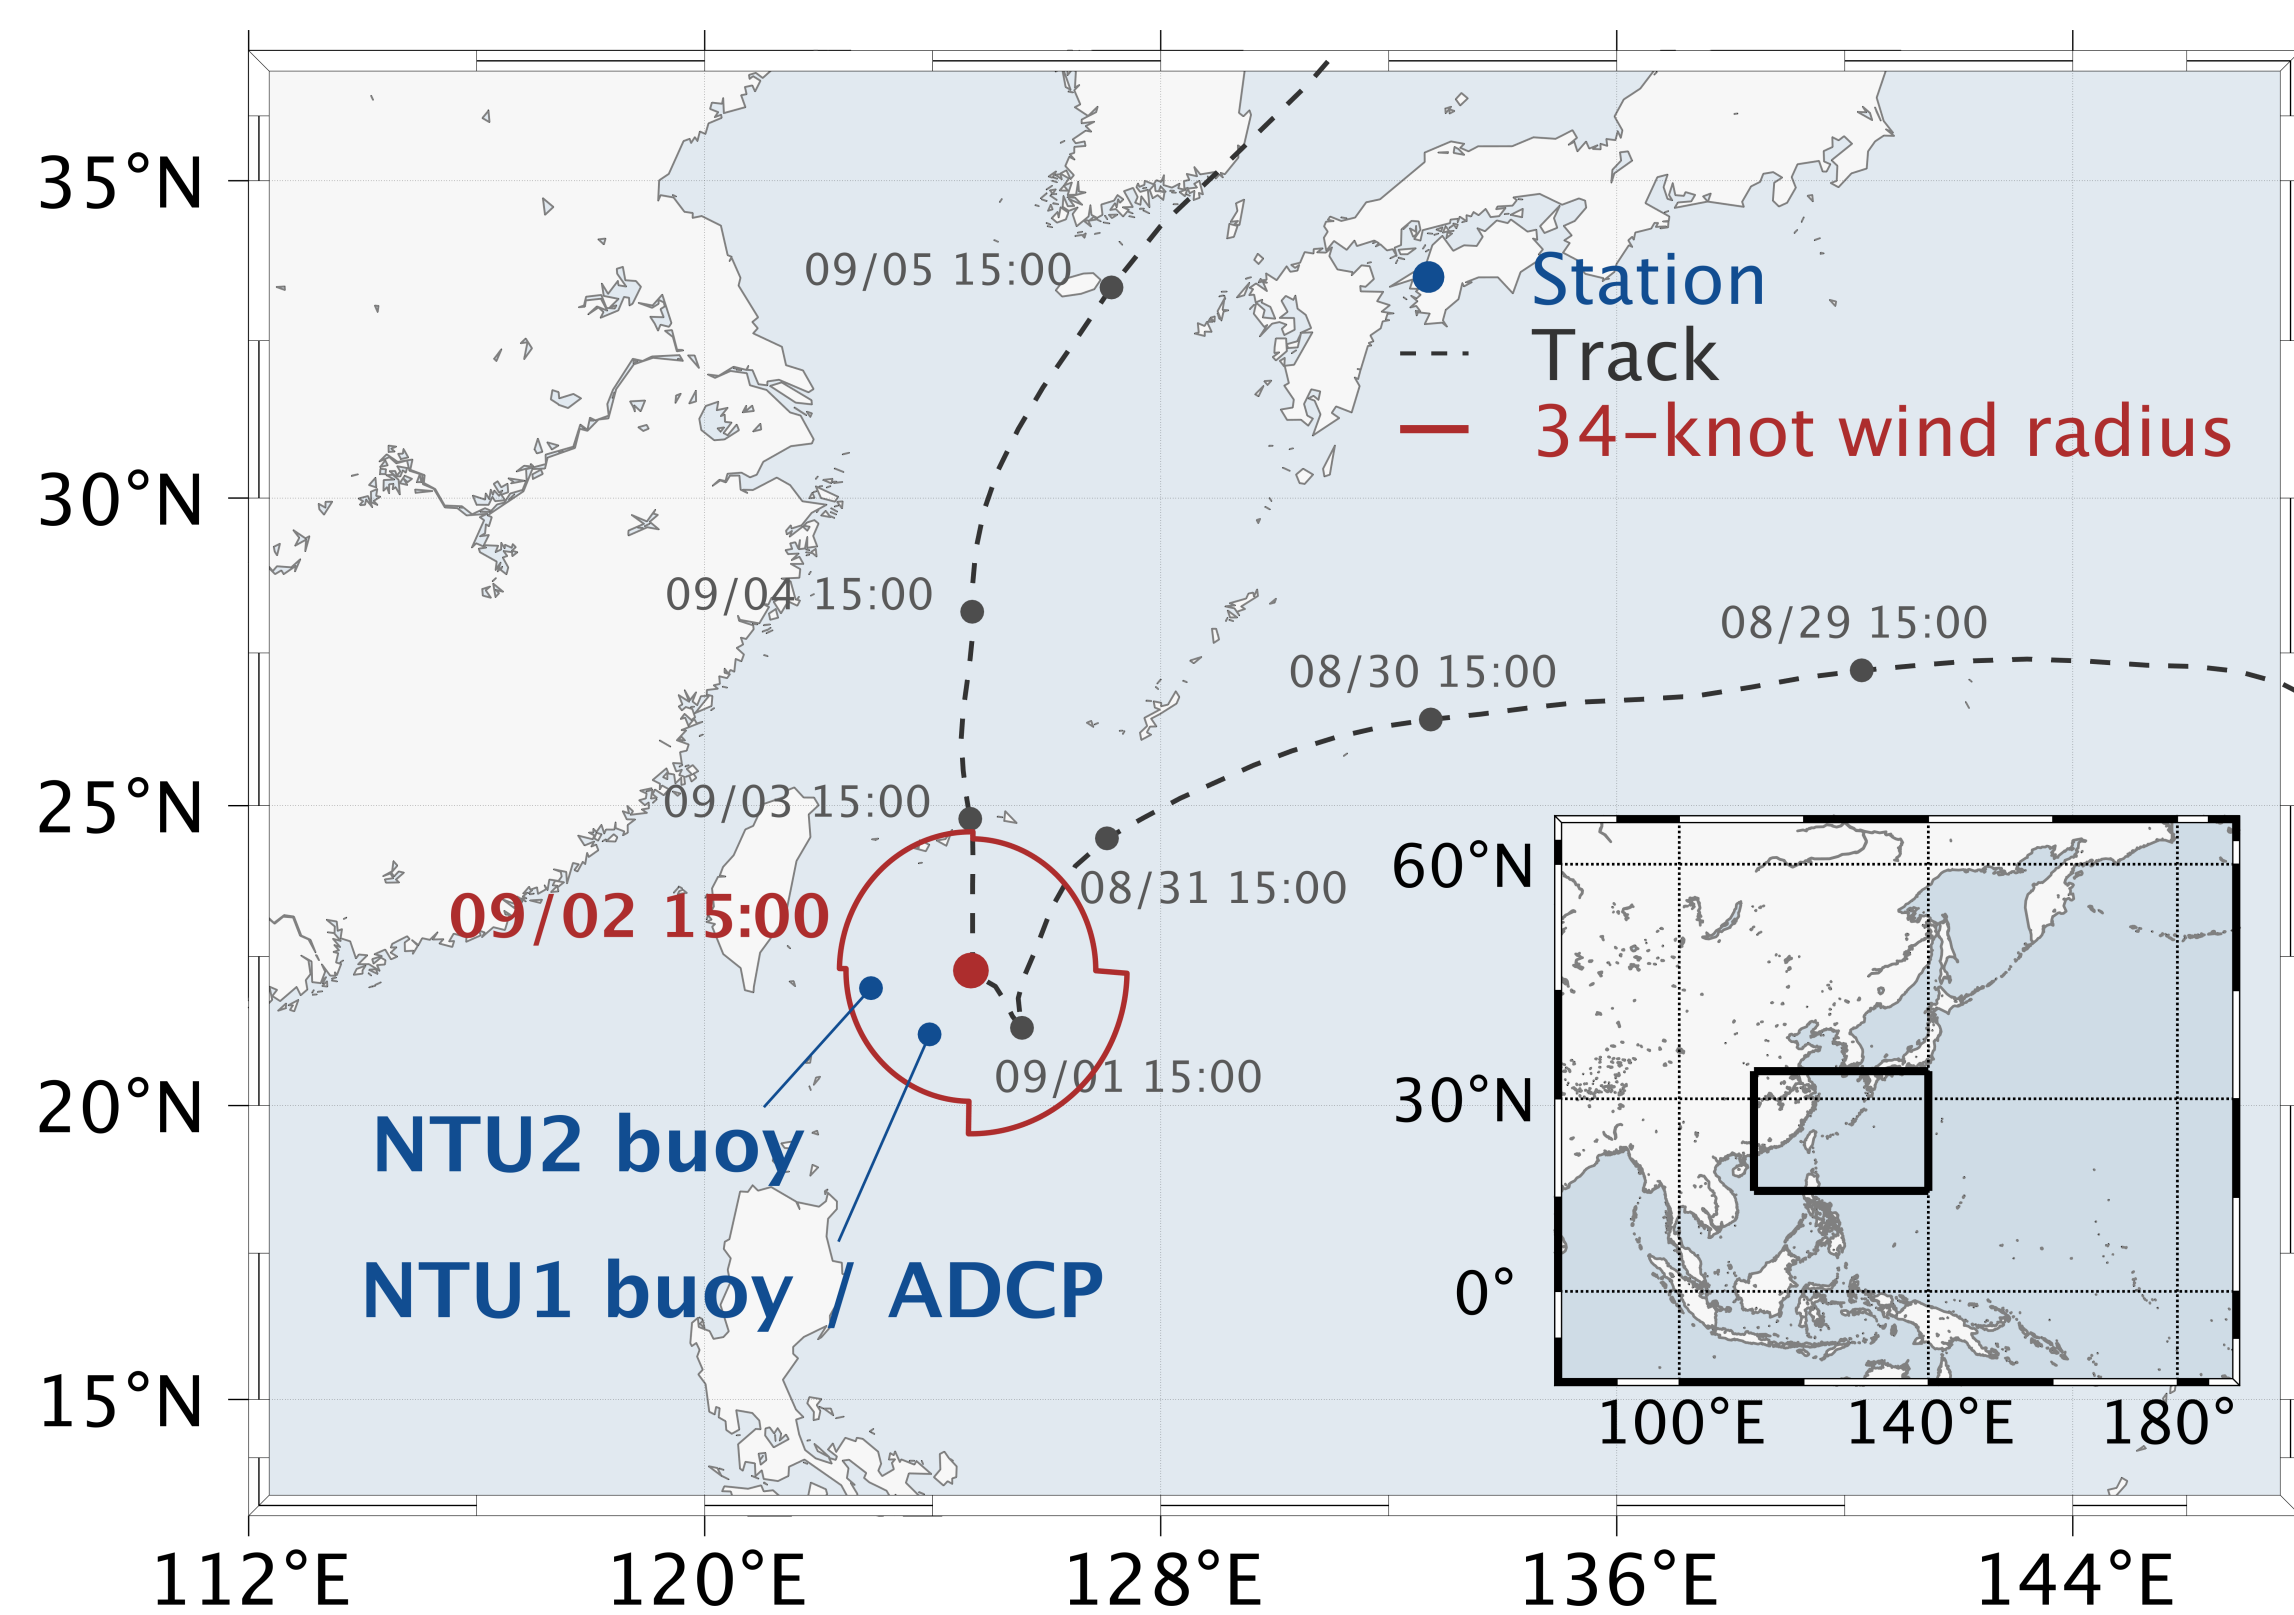 35°N
30°N
25°N
20°N
15°N
112°E
120°E
128°E
136°E
144°E
09/05 15:00
Station
Track
34-knot wind radius
09/04 15:00
08/29 15:00
08/30 15:00
09/03 15:00
08/31 15:00
09/02 15:00
09/01 15:00
NTU2 buoy
NTU1 buoy / ADCP
60°N
30°N
0°
100°E
140°E
180°